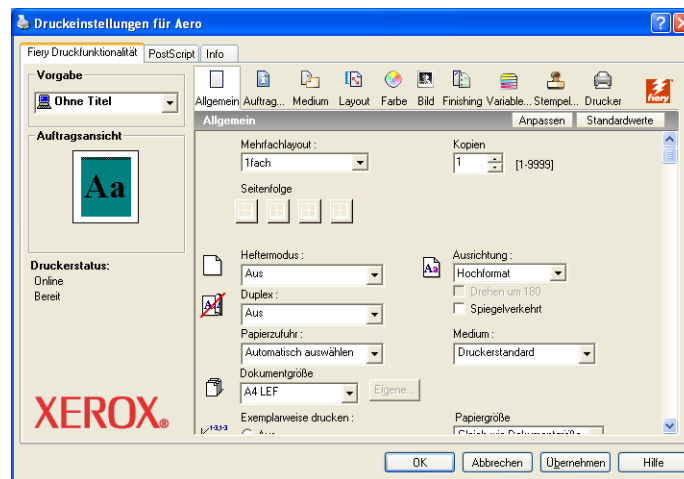 Druckeinstellungen für Aero
Fiery Druckfunktionalität PostScript Info
Vorgabe
Ohne Titel
Auftragsansicht
Aa
Druckerstatus:
Online
Bereit
XEROX®
Allgemein Auftrag... Medium Layout Farbe Bild Finishing Variable... Stempel... Drucker
fiery
Allgemein Anpassen Standardwerte
Mehrfachlayout :
1fach
Kopien
1 [1-9999]
Seitenfolge
Heftermodus :
Aus
Ausrichtung :
Aa
Hochformat
Drehen um 180
Spiegelverkehrt
Duplex :
Aus
Papierzufuhr :
Automatisch auswählen
Medium :
Druckerstandard
Dokumentgröße
A4 LEF
Eigene...
Exemplarweise drucken :
Papiergröße
OK Abbrechen Übernehmen Hilfe